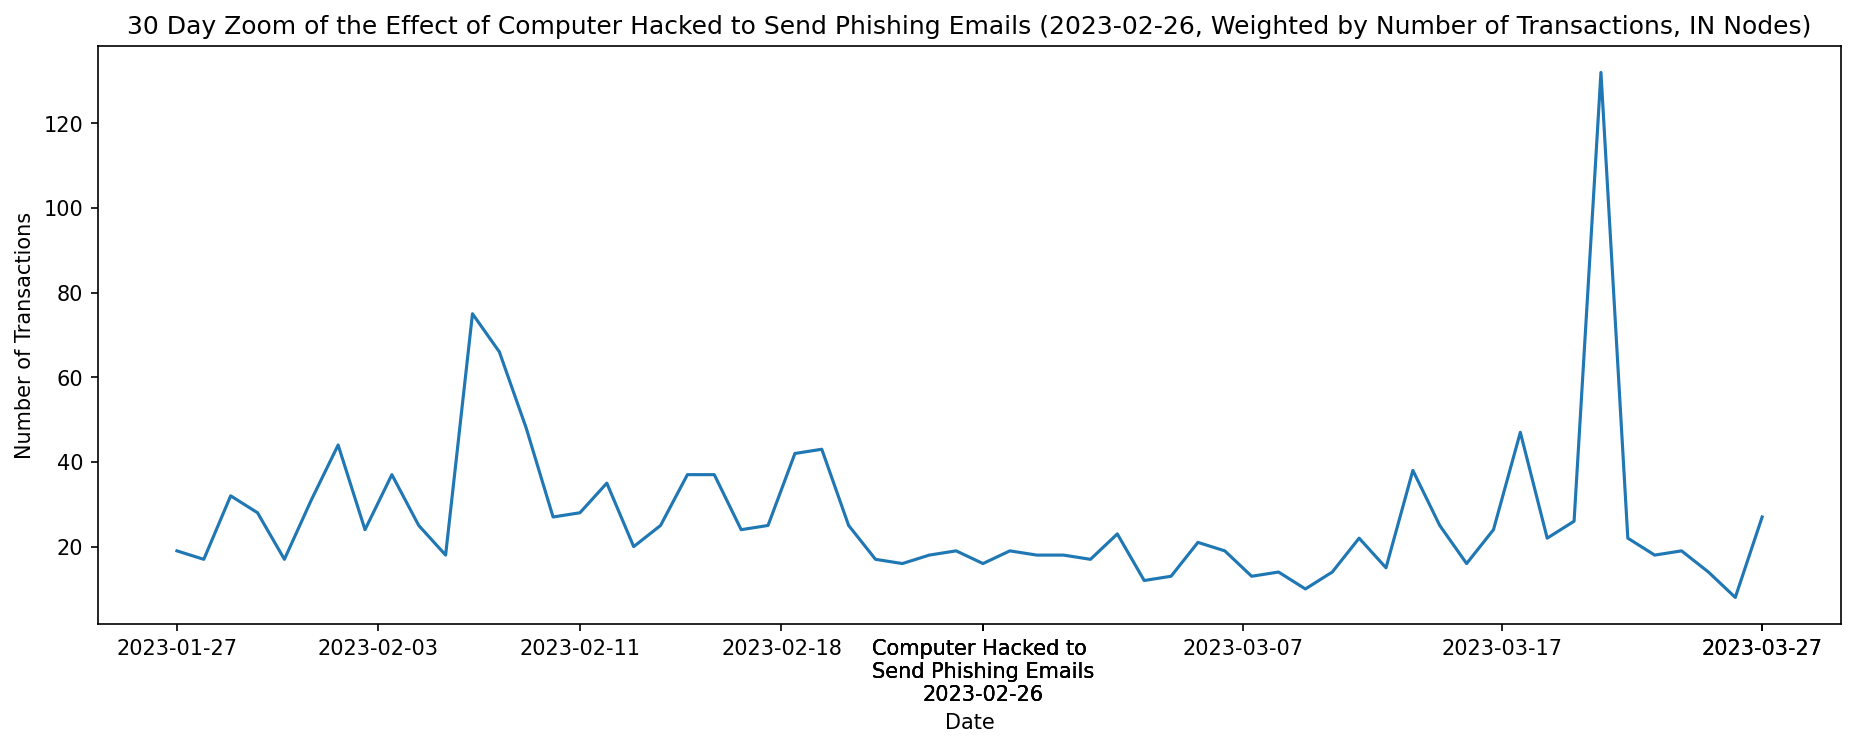 30 Day Zoom of the Effect of Computer Hacked to Send Phishing Emails (2023-02-26, Weighted by Number of Transactions, IN Nodes)
Number of Transactions
120
100
80
60
40
20
2023-01-27
2023-02-03
2023-02-11
2023-02-18
Computer Hacked to
Send Phishing Emails
2023-02-26
2023-03-07
2023-03-17
2023-03-27
Date